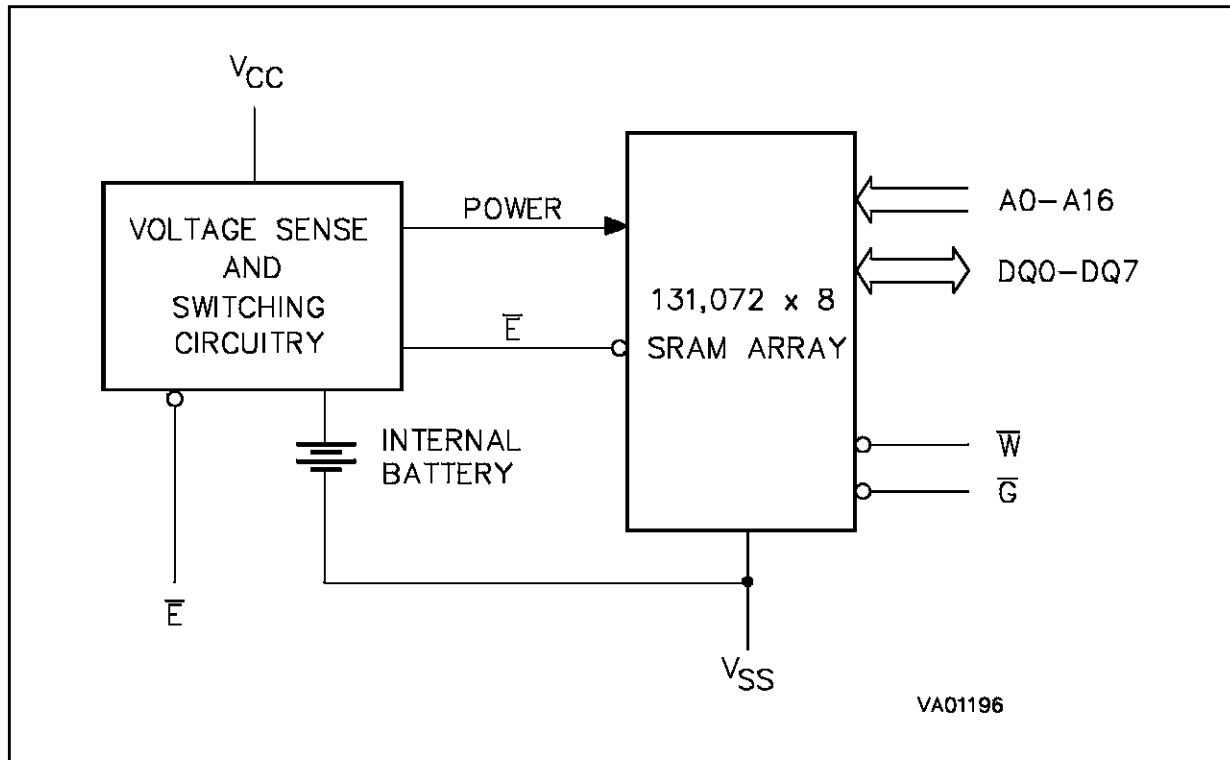 VCC
VOLTAGE SENSE
AND
SWITCHING
CIRCUITRY
POWER
E̅
131,072 x 8
SRAM ARRAY
A0-A16
DQ0-DQ7
W̅
G̅
INTERNAL
BATTERY
E̅
VSS
VA01196